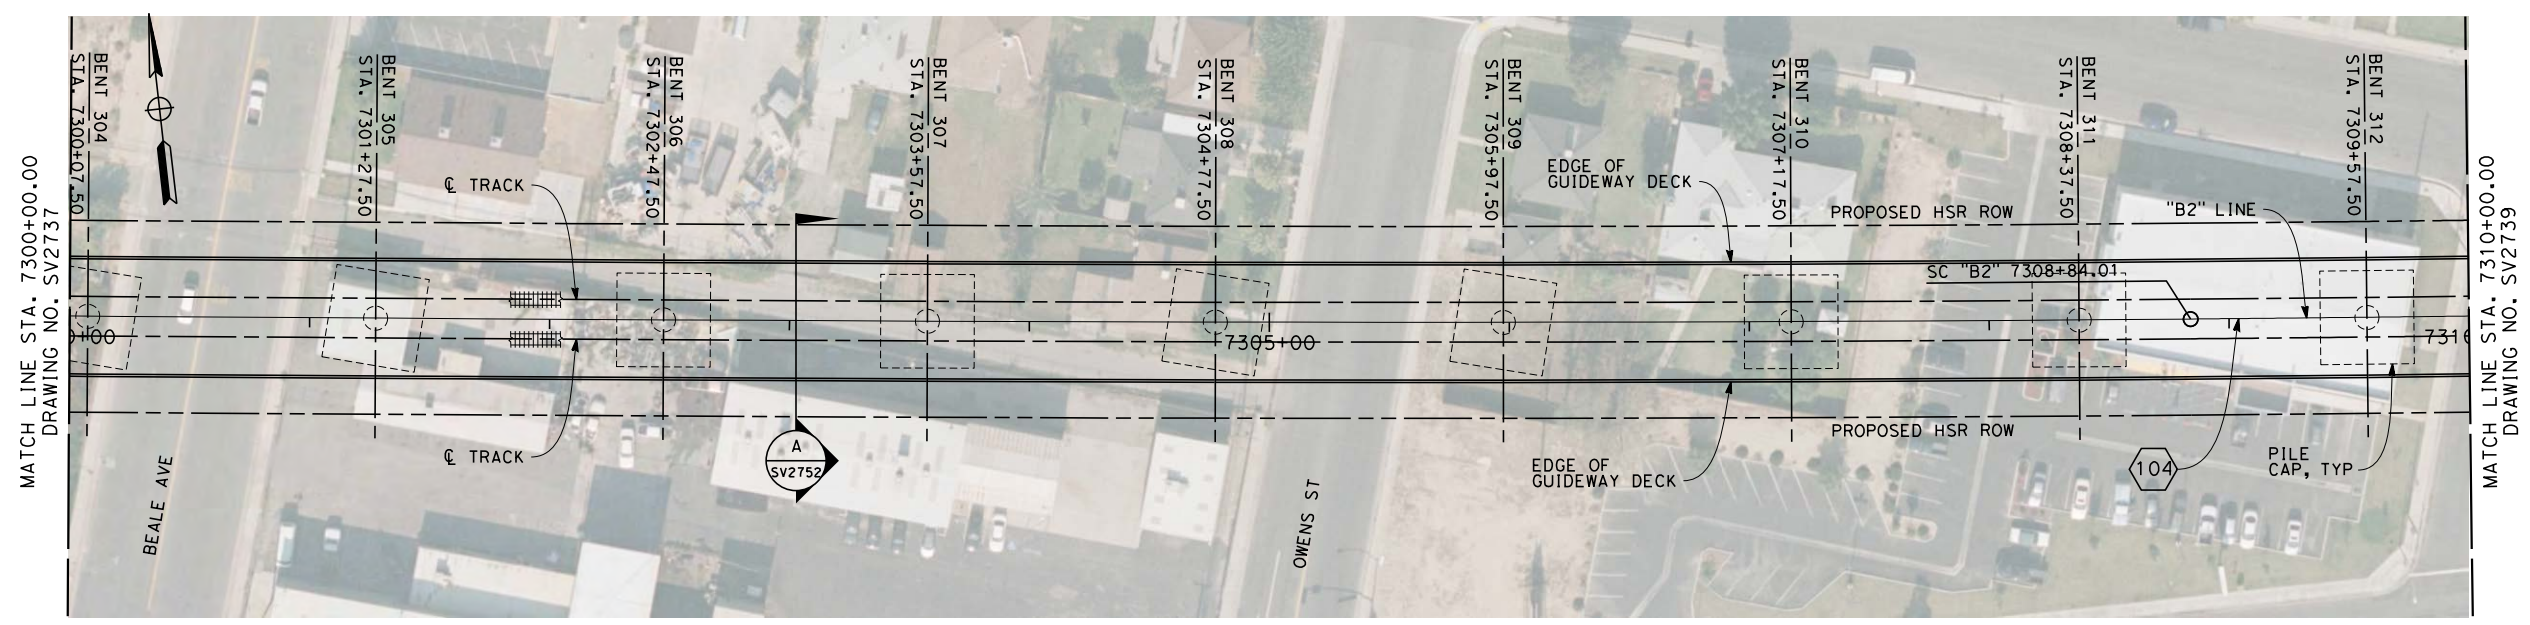 MATCH LINE STA. 7300+00.00
DRAWING NO. SV2737
BENT 304
STA. 7300+07.50
BENT 305
STA. 7301+27.50
BENT 306
STA. 7302+47.50
BENT 307
STA. 7303+57.50
BENT 308
STA. 7304+77.50
BENT 309
STA. 7305+97.50
BENT 310
STA. 7307+17.50
BENT 311
STA. 7308+37.50
BENT 312
STA. 7309+57.50
℄ TRACK
EDGE OF
GUIDEWAY DECK
PROPOSED HSR ROW
"B2" LINE
SC "B2" 7308+84.01
0+00
7305+00
731
℄ TRACK
A
SV2752
EDGE OF
GUIDEWAY DECK
PROPOSED HSR ROW
104
PILE
CAP, TYP
BEALE AVE
OWENS ST
MATCH LINE STA. 7310+00.00
DRAWING NO. SV2739